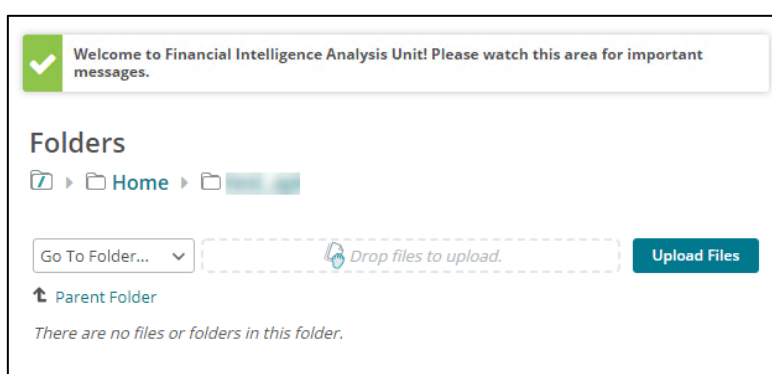 Welcome to Financial Intelligence Analysis Unit! Please watch this area for important
messages.
Folders
Home
Go To Folder...
Drop files to upload.
Upload Files
Parent Folder
There are no files or folders in this folder.